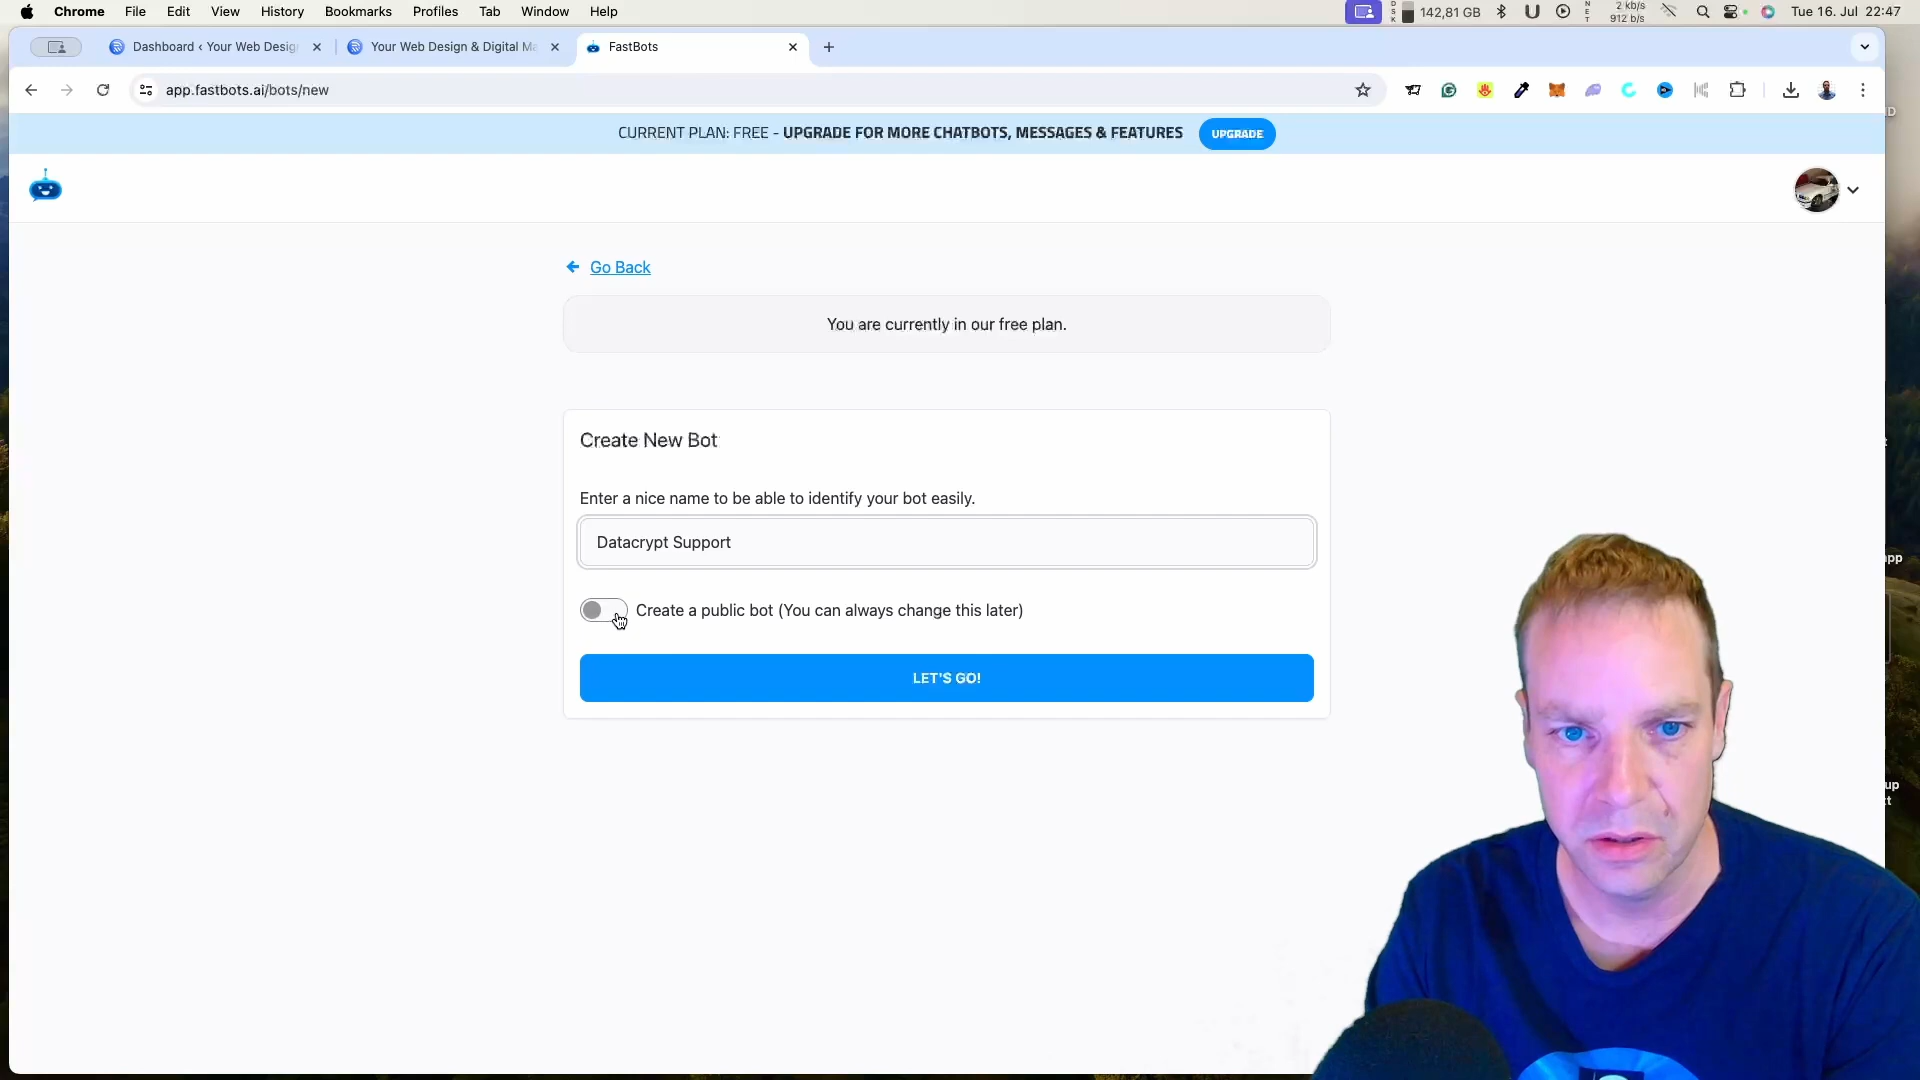 Chrome File Edit View History Bookmarks Profiles Tab Window Help
142,81 GB
2 kb/s
912 b/s
Tue 16. Jul 22:47
Dashboard ‹ Your Web Desig
Your Web Design & Digital Ma
FastBots
app.fastbots.ai/bots/new
CURRENT PLAN: FREE - UPGRADE FOR MORE CHATBOTS, MESSAGES & FEATURES
UPGRADE
Go Back
You are currently in our free plan.
Create New Bot
Enter a nice name to be able to identify your bot easily.
Datacrypt Support
Create a public bot (You can always change this later)
LET'S GO!
app
up